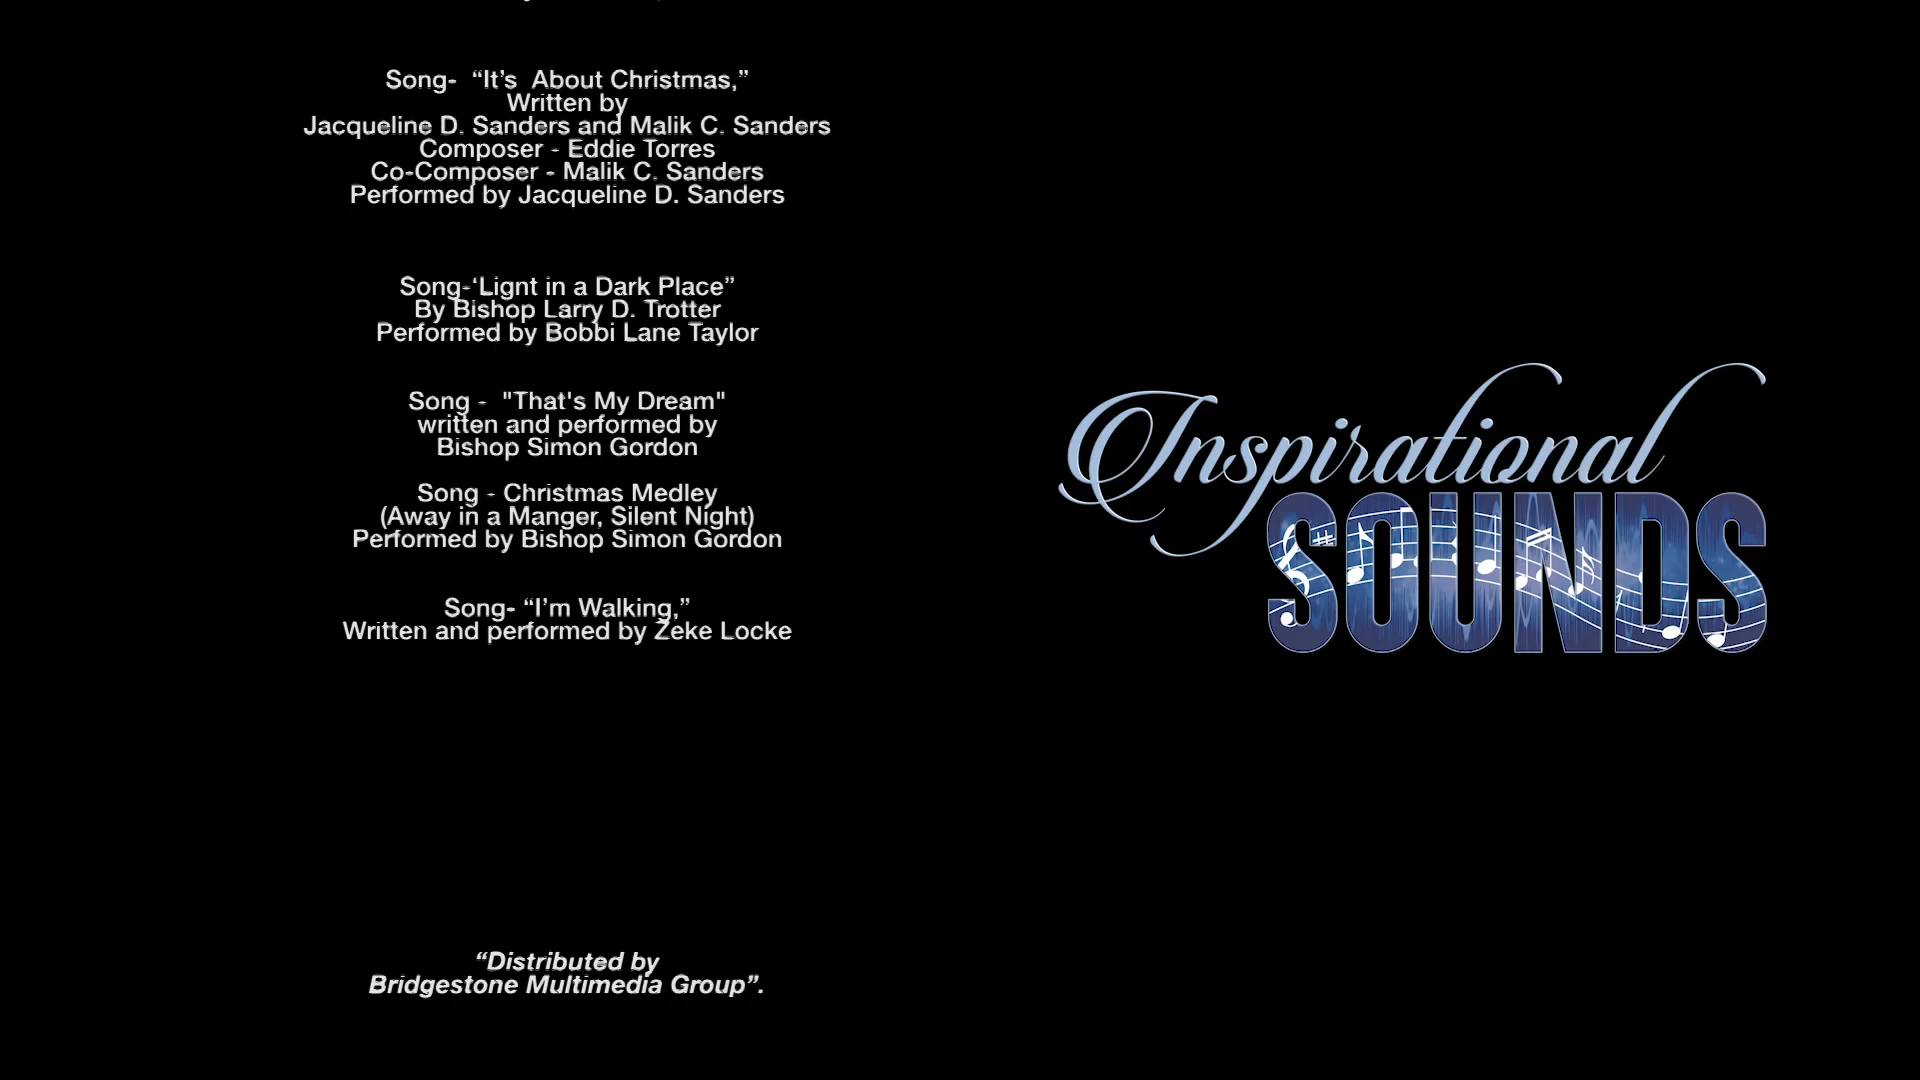 Song-  “It’s  About Christmas,”
Written by
Jacqueline D. Sanders and Malik C. Sanders
Composer - Eddie Torres
Co-Composer - Malik C. Sanders
Performed by Jacqueline D. Sanders
Song-‘Lignt in a Dark Place”
By Bishop Larry D. Trotter
Performed by Bobbi Lane Taylor
Song -  "That's My Dream"
written and performed by
Bishop Simon Gordon
Song - Christmas Medley
(Away in a Manger, Silent Night)
Performed by Bishop Simon Gordon
Song- “I’m Walking,”
Written and performed by Zeke Locke
“Distributed by
Bridgestone Multimedia Group”.
Inspirational
SOUNDS